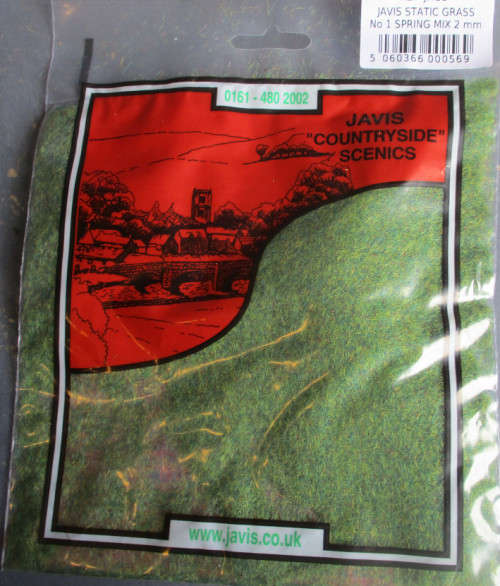 JAVIS STATIC GRASS
No 1 SPRING MIX 2 mm
5 060366 000569
0161 - 480 2002
JAVIS
"COUNTRYSIDE"
SCENICS
www.javis.co.uk